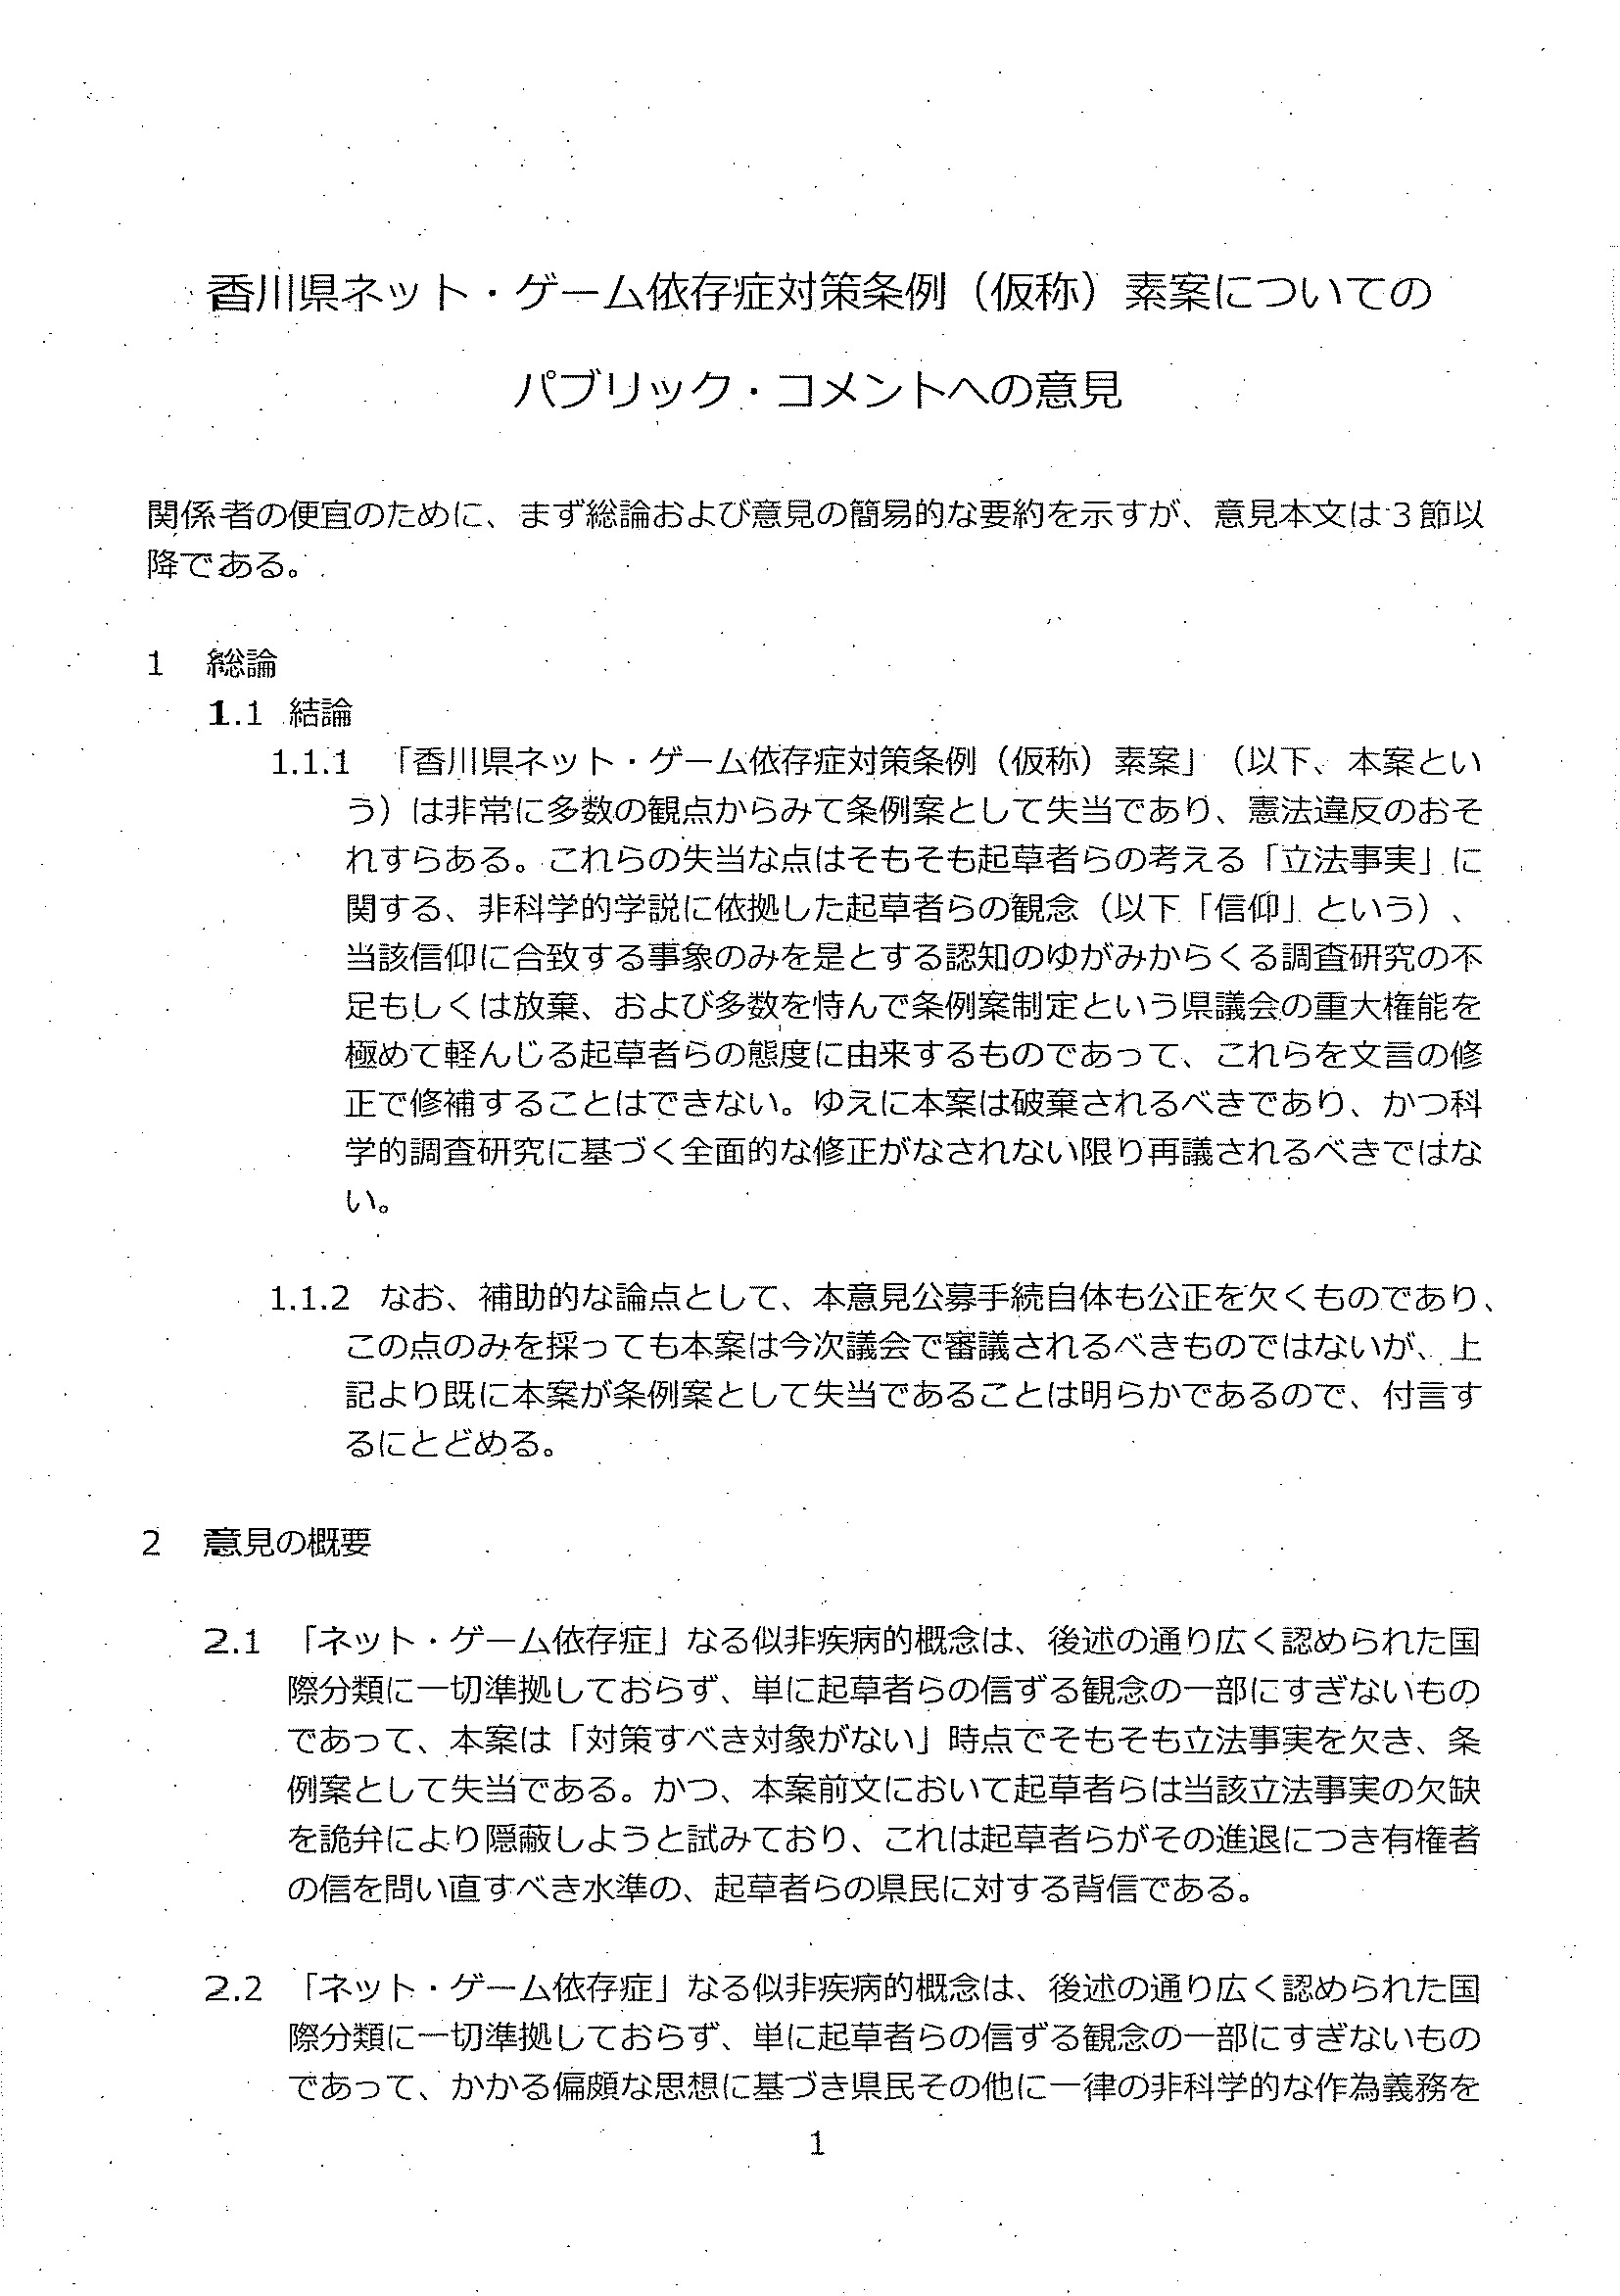 香川県ネット・ゲーム依存症対策条例（仮称）素案についての
パブリック・コメントへの意見
関係者の便宜のために、まず総論および意見の簡易的な要約を示すが、意見本文は３節以
降である。
1 総論
1.1 結論
1.1.1 「香川県ネット・ゲーム依存症対策条例（仮称）素案」（以下、本案とい
う）は非常に多数の観点からみて条例案として失当であり、憲法違反のおそ
れすらある。これらの失当な点はそもそも起草者らの考える「立法事実」に
関する、非科学的学説に依拠した起草者らの観念（以下「信仰」という）、
当該信仰に合致する事象のみを是とする認知のゆがみからくる調査研究の不
足もしくは放棄、および多数を恃んで条例案制定という県議会の重大権能を
極めて軽んじる起草者らの態度に由来するものであって、これらを文言の修
正で修補することはできない。ゆえに本案は破棄されるべきであり、かつ科
学的調査研究に基づく全面的な修正がなされない限り再議されるべきではな
い。
1.1.2 なお、補助的な論点として、本意見公募手続自体も公正を欠くものであり、
この点のみを採っても本案は今次議会で審議されるべきものではないが、上
記より既に本案が条例案として失当であることは明らかであるので、付言す
るにとどめる。
2 意見の概要
2.1 「ネット・ゲーム依存症」なる似非疾病的概念は、後述の通り広く認められた国
際分類に一切準拠しておらず、単に起草者らの信ずる観念の一部にすぎないもの
であって、本案は「対策すべき対象がない」時点でそもそも立法事実を欠き、条
例案として失当である。かつ、本案前文において起草者らは当該立法事実の欠缺
を詭弁により隠蔽しようと試みており、これは起草者らがその進退につき有権者
の信を問い直すべき水準の、起草者らの県民に対する背信である。
2.2 「ネット・ゲーム依存症」なる似非疾病的概念は、後述の通り広く認められた国
際分類に一切準拠しておらず、単に起草者らの信ずる観念の一部にすぎないもの
であって、かかる偏頗な思想に基づき県民その他に一律の非科学的な作為義務を
1